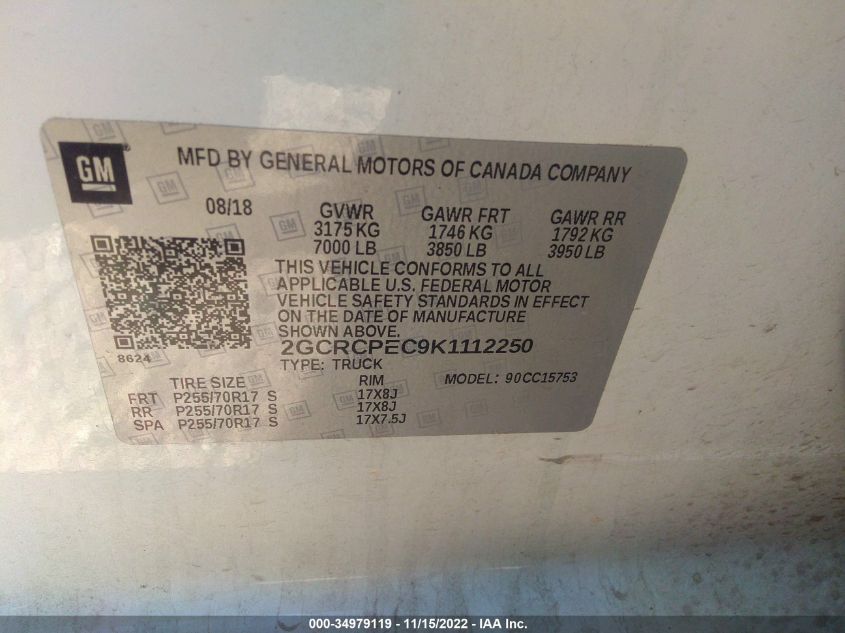 GM
MFD BY GENERAL MOTORS OF CANADA COMPANY
08/18 GVWR GAWR FRT GAWR RR
3175 KG 1746 KG 1792 KG
7000 LB 3850 LB 3950 LB
THIS VEHICLE CONFORMS TO ALL
APPLICABLE U.S. FEDERAL MOTOR
VEHICLE SAFETY STANDARDS IN EFFECT
ON THE DATE OF MANUFACTURE
SHOWN ABOVE.
8624
2GCRCPEC9K1112250
TYPE: TRUCK
TIRE SIZE RIM MODEL: 90CC15753
FRT P255/70R17 S 17X8J
RR P255/70R17 S 17X8J
SPA P255/70R17 S 17X7.5J
000-34979119 - 11/15/2022 - IAA Inc.